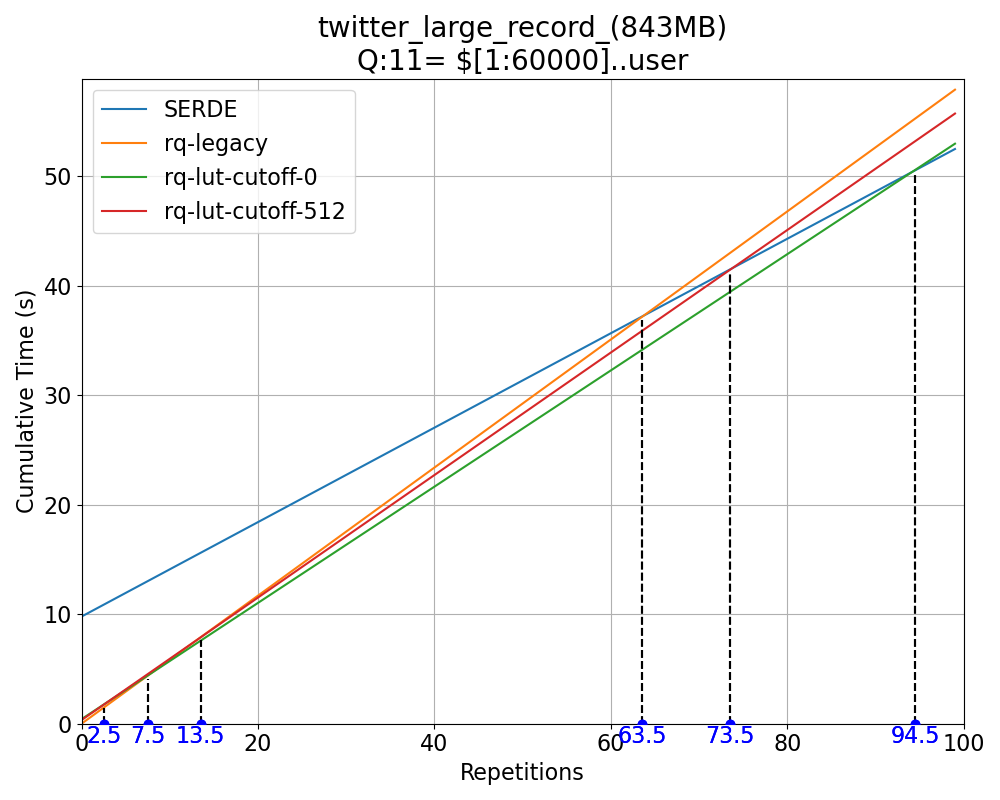 twitter_large_record_(843MB)
Q:11= $[1:60000]..user
SERDE
rq-legacy
rq-lut-cutoff-0
rq-lut-cutoff-512
Cumulative Time (s)
50
40
30
20
10
0
0 20 40 60 80 100
2.5 7.5 13.5 63.5 73.5 94.5
Repetitions